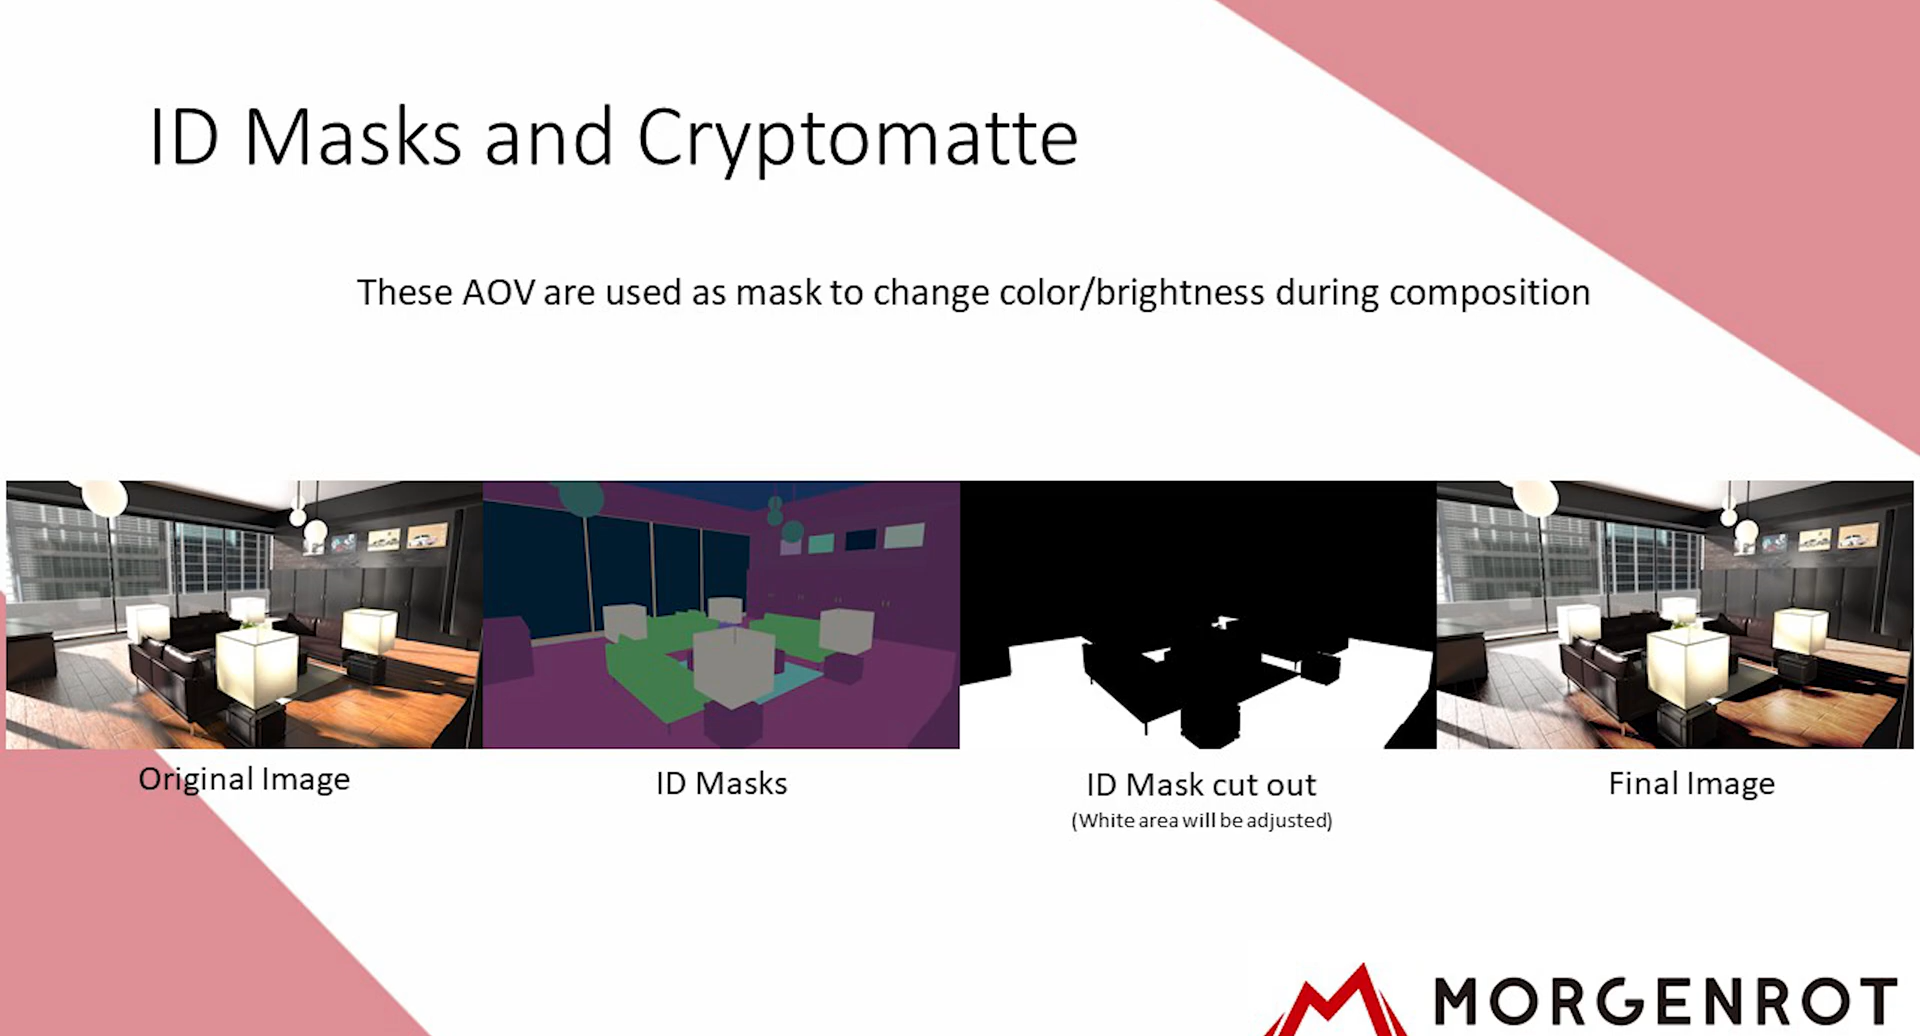 ID Masks and Cryptomatte
These AOV are used as mask to change color/brightness during composition
Original Image
ID Masks
ID Mask cut out
(White area will be adjusted)
Final Image
MORGENROT